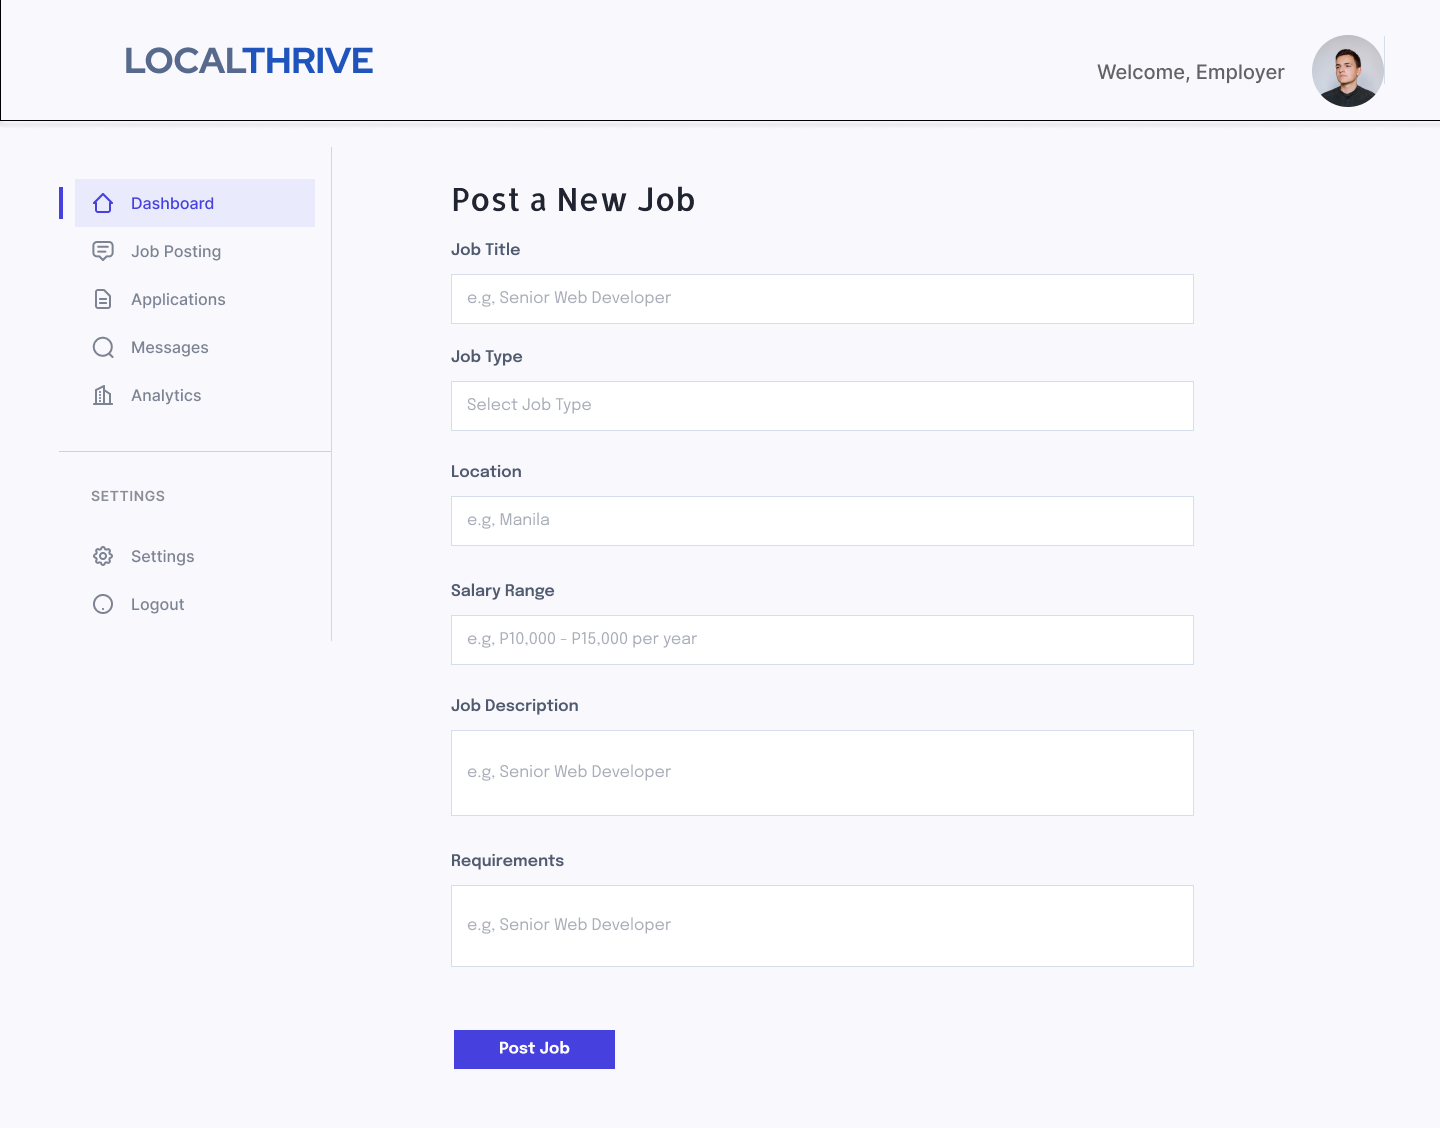 LOCALTHRIVE
Welcome, Employer
Dashboard
Job Posting
Applications
Messages
Analytics
SETTINGS
Settings
Logout
Post a New Job
Job Title
e.g, Senior Web Developer
Job Type
Select Job Type
Location
e.g, Manila
Salary Range
e.g, P10,000 - P15,000 per year
Job Description
e.g, Senior Web Developer
Requirements
e.g, Senior Web Developer
Post Job